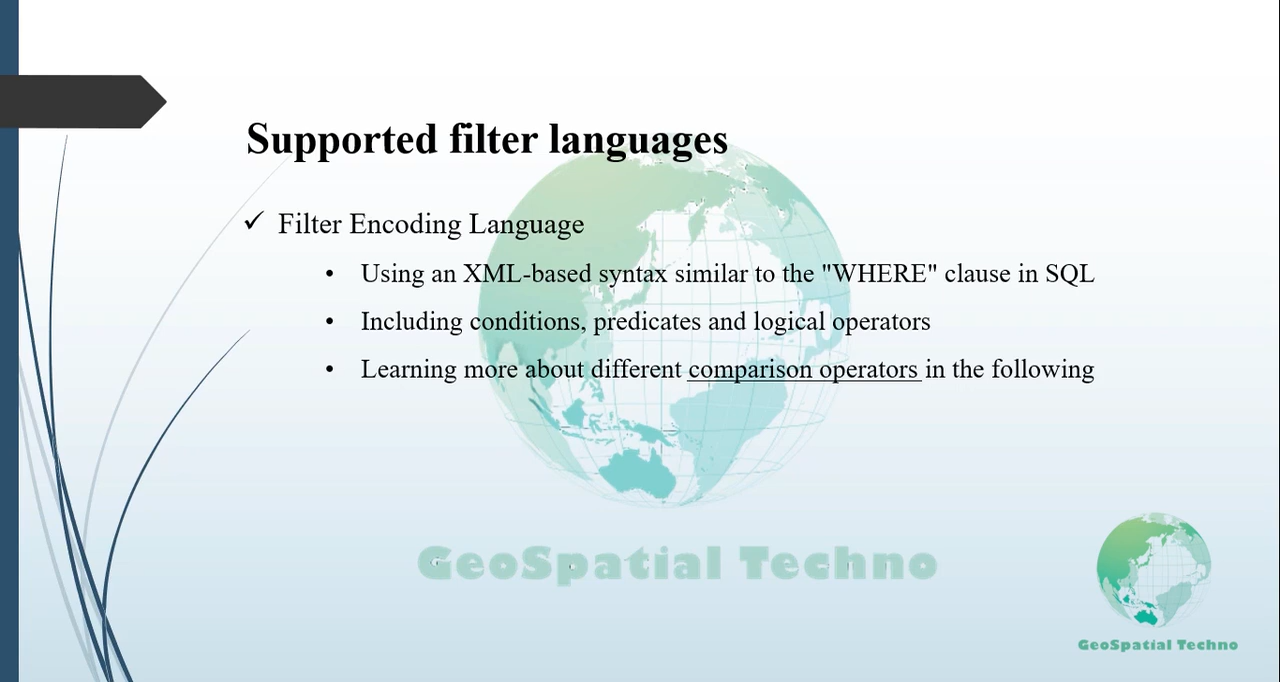 Supported filter languages
✓ Filter Encoding Language
• Using an XML-based syntax similar to the "WHERE" clause in SQL
• Including conditions, predicates and logical operators
• Learning more about different comparison operators in the following
GeoSpatial Techno
GeoSpatial Techno